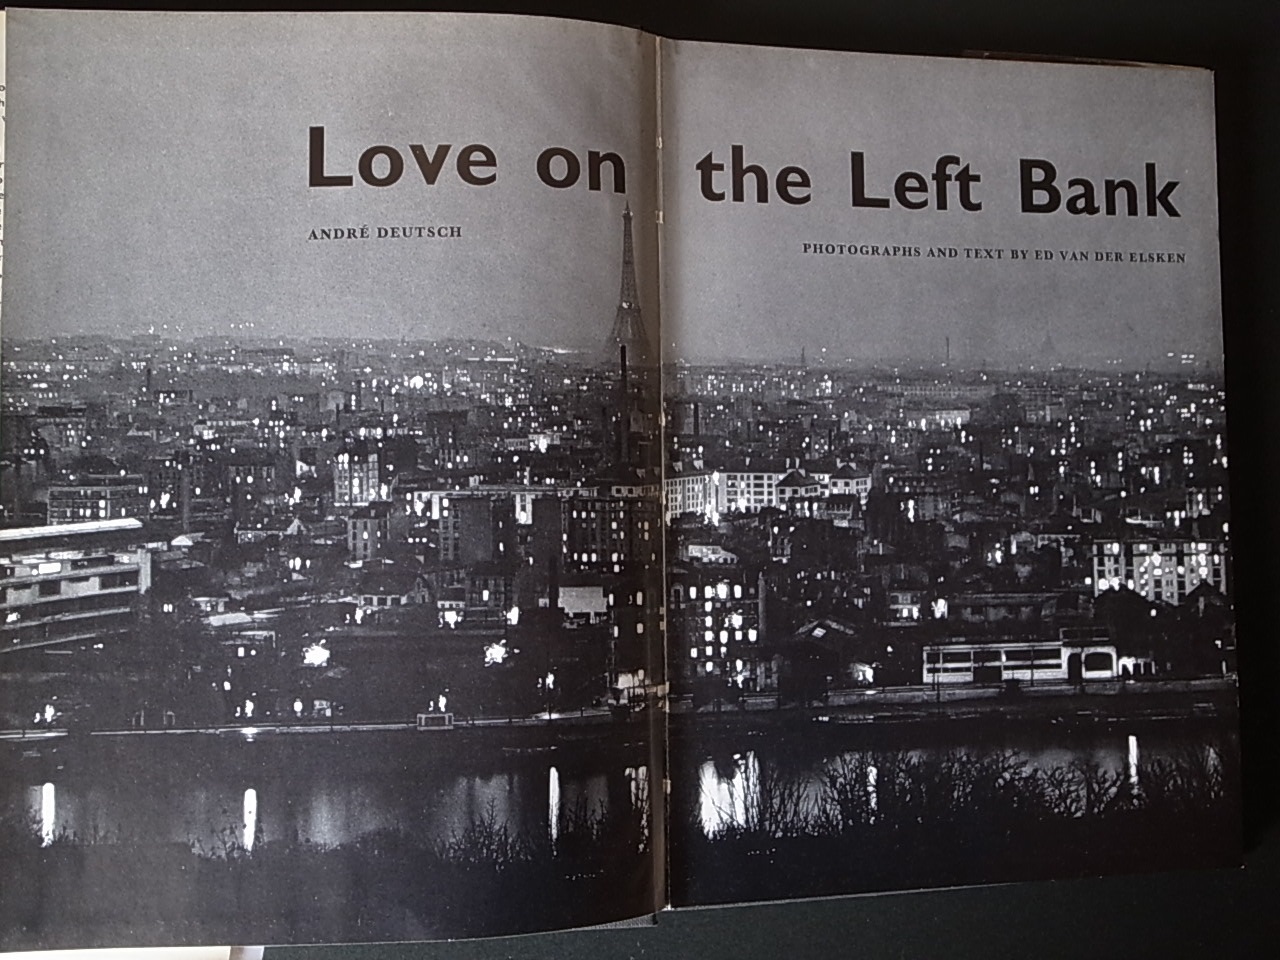 Love on the Left Bank
ANDRÉ DEUTSCH
PHOTOGRAPHS AND TEXT BY ED VAN DER ELSKEN